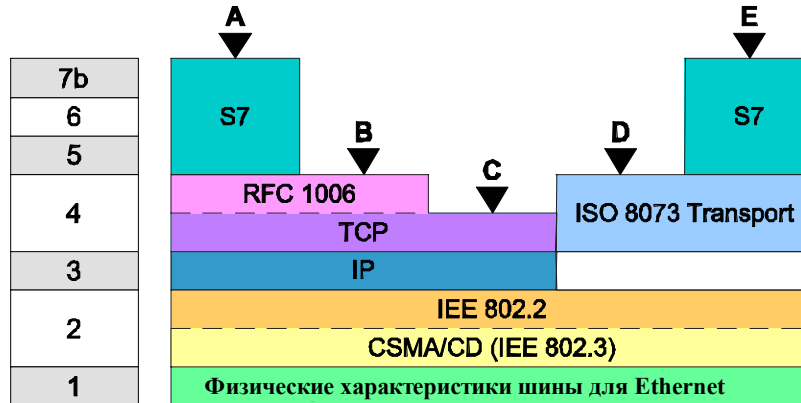 A
E
7b
6
S7
S7
B
D
5
C
RFC 1006
4
ISO 8073 Transport
TCP
3
IP
IEE 802.2
2
CSMA/CD (IEE 802.3)
1
Физические характеристики шины для Ethernet